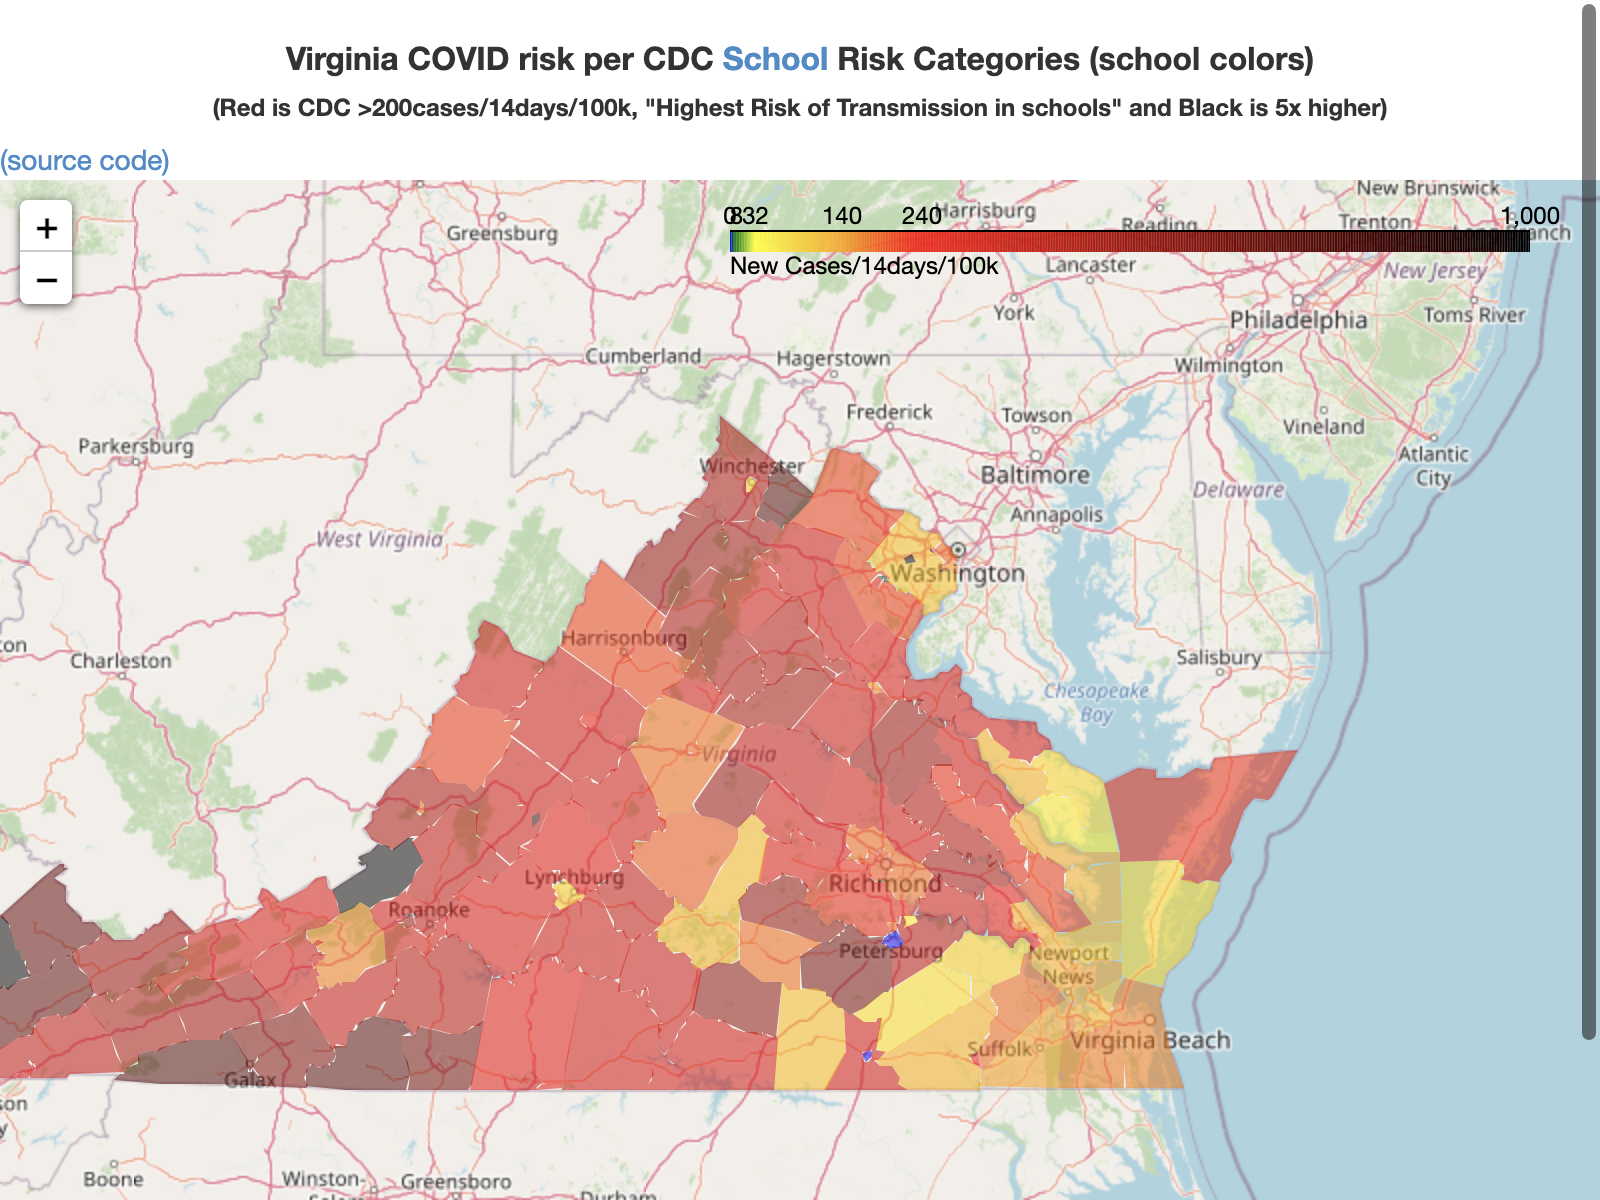 Virginia COVID risk per CDC School Risk Categories (school colors)
(Red is CDC >200cases/14days/100k, "Highest Risk of Transmission in schools" and Black is 5x higher)
(source code)
+
−
0 8 32 140 240 1,000
New Cases/14days/100k
New Brunswick
Harrisburg
Reading
Trenton
Greensburg
Lancaster
New Jersey
York
Philadelphia
Toms River
Cumberland
Hagerstown
Wilmington
Frederick
Towson
Vineland
Parkersburg
Atlantic
City
Winchester
Baltimore
Delaware
Annapolis
West Virginia
Washington
Harrisonburg
Charleston
Salisbury
Chesapeake
Bay
Virginia
Lynchburg
Richmond
Roanoke
Petersburg
Newport
News
Suffolk
Virginia Beach
Galax
Boone
Winston-
Greensboro
Durham